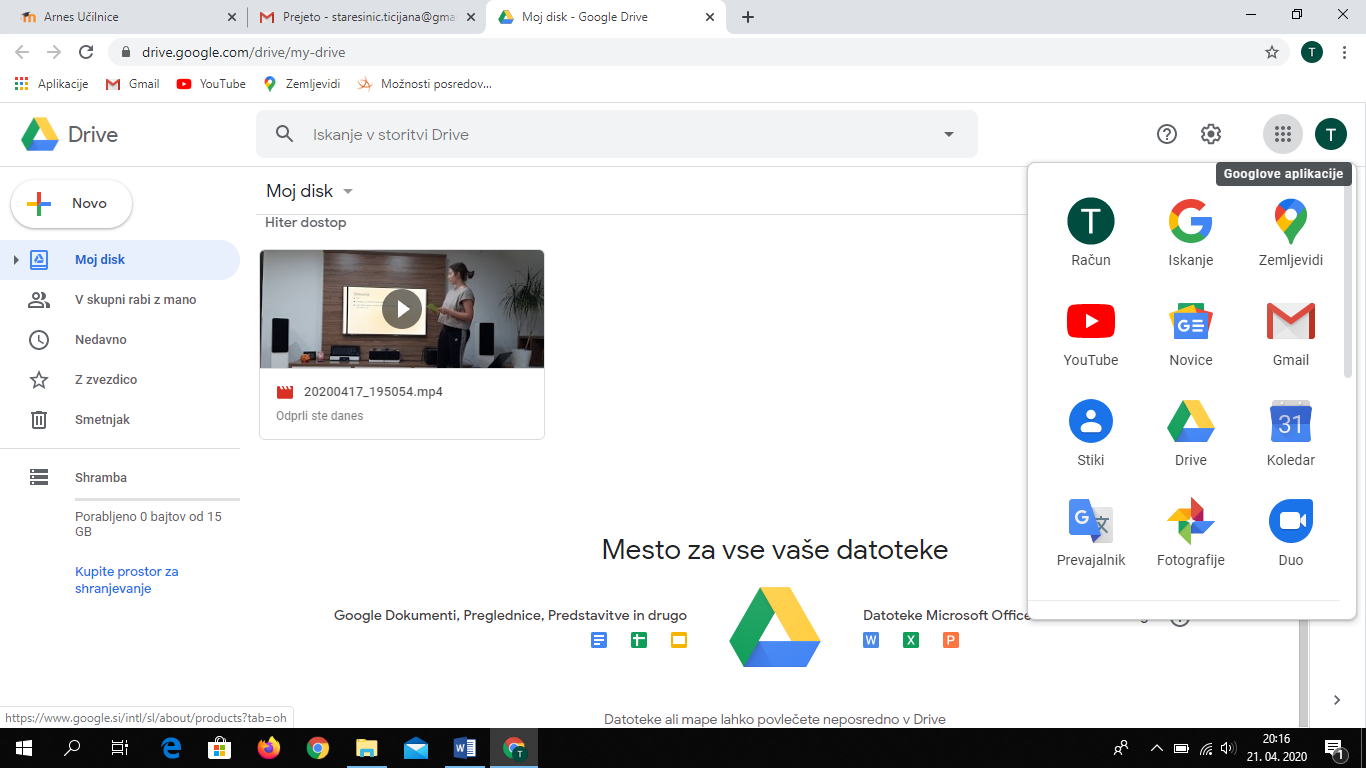 Arnes Učilnice
Prejeto - staresinic.ticijana@gma
Moj disk - Google Drive
drive.google.com/drive/my-drive
T
Aplikacije
Gmail
YouTube
Zemljevidi
Možnosti posredov...
Drive
Iskanje v storitvi Drive
T
Googlove aplikacije
Novo
Moj disk
V skupni rabi z mano
Nedavno
Z zvezdico
Smetnjak
Shramba
Porabljeno 0 bajtov od 15
GB
Kupite prostor za
shranjevanje
Moj disk
Hiter dostop
20200417_195054.mp4
Odprli ste danes
Mesto za vse vaše datoteke
Google Dokumenti, Preglednice, Predstavitve in drugo
Datoteke Microsoft Office
W X P
Datoteke ali mape lahko povlečete neposredno v Drive
T
Račun
Iskanje
Zemljevidi
YouTube
Novice
Gmail
Stiki
Drive
31
Koledar
G
Prevajalnik
Fotografije
Duo
https://www.google.si/intl/sl/about/products?tab=oh
20:16
21. 04. 2020
1